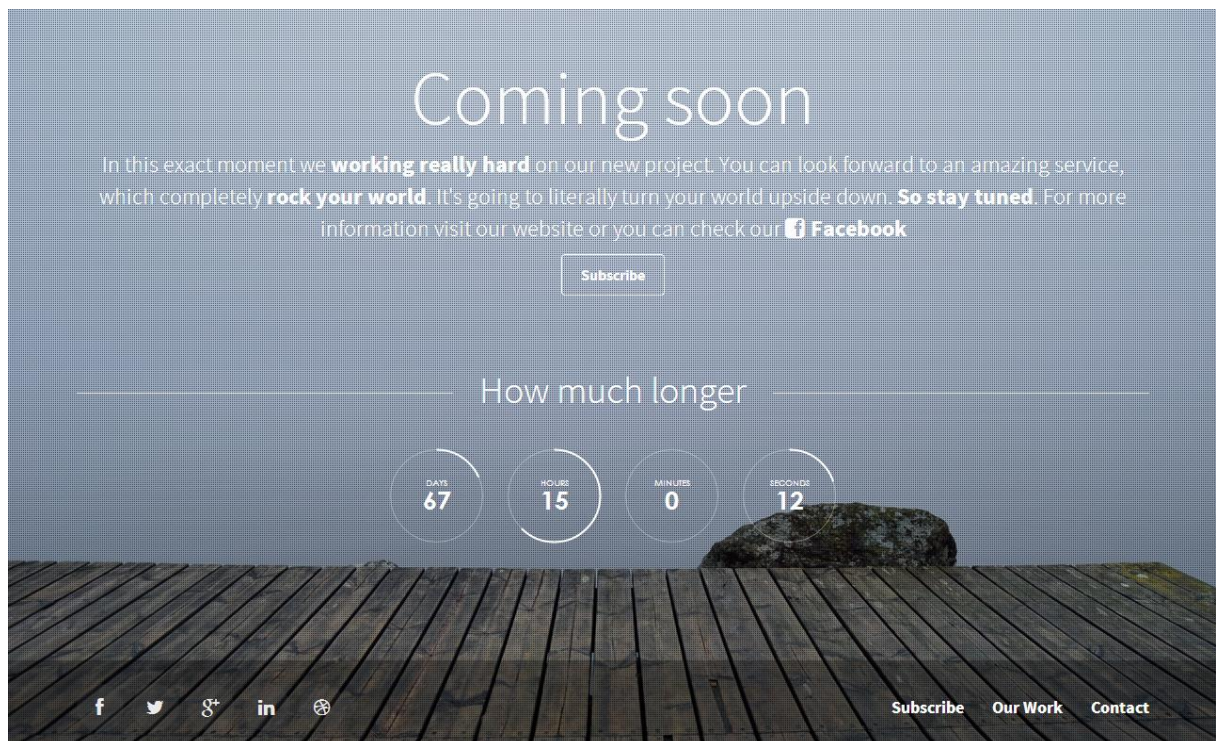 Coming soon
In this exact moment we working really hard on our new project. You can look forward to an amazing service,
which completely rock your world. It's going to literally turn your world upside down. So stay tuned. For more
information visit our website or you can check our Facebook
Subscribe
How much longer
DAYS HOURS MINUTES SECONDS
67 15 0 12
Subscribe Our Work Contact